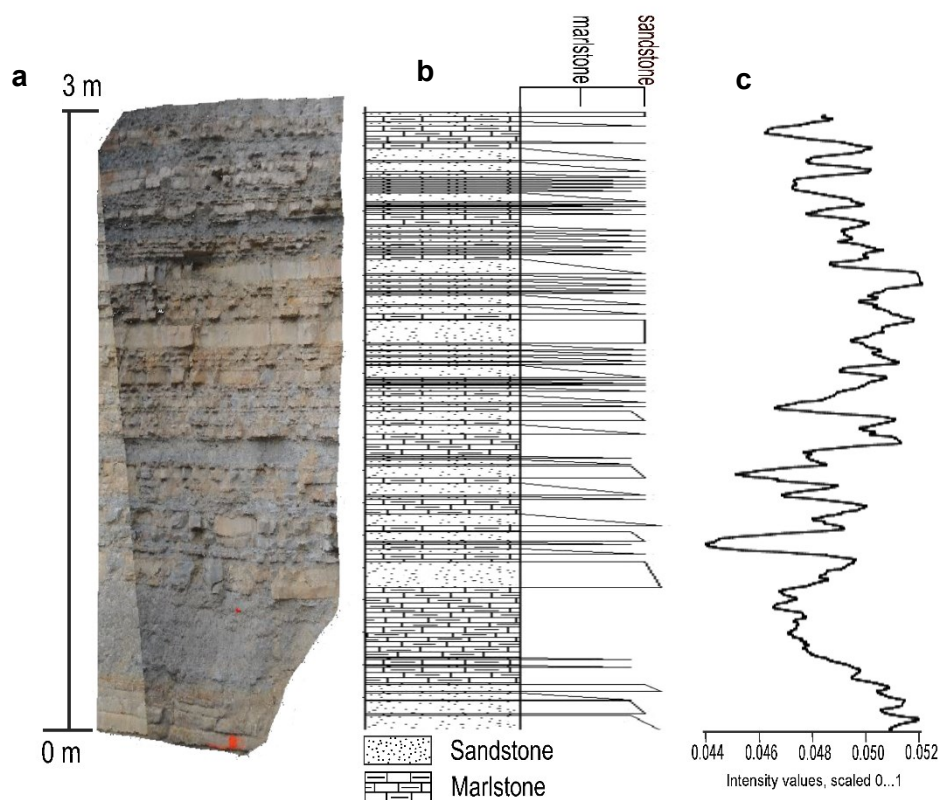 a
3 m
0 m
b
marlstone
sandstone
Sandstone
Marlstone
c
0.044 0.046 0.048 0.050 0.052
Intensity values, scaled 0...1